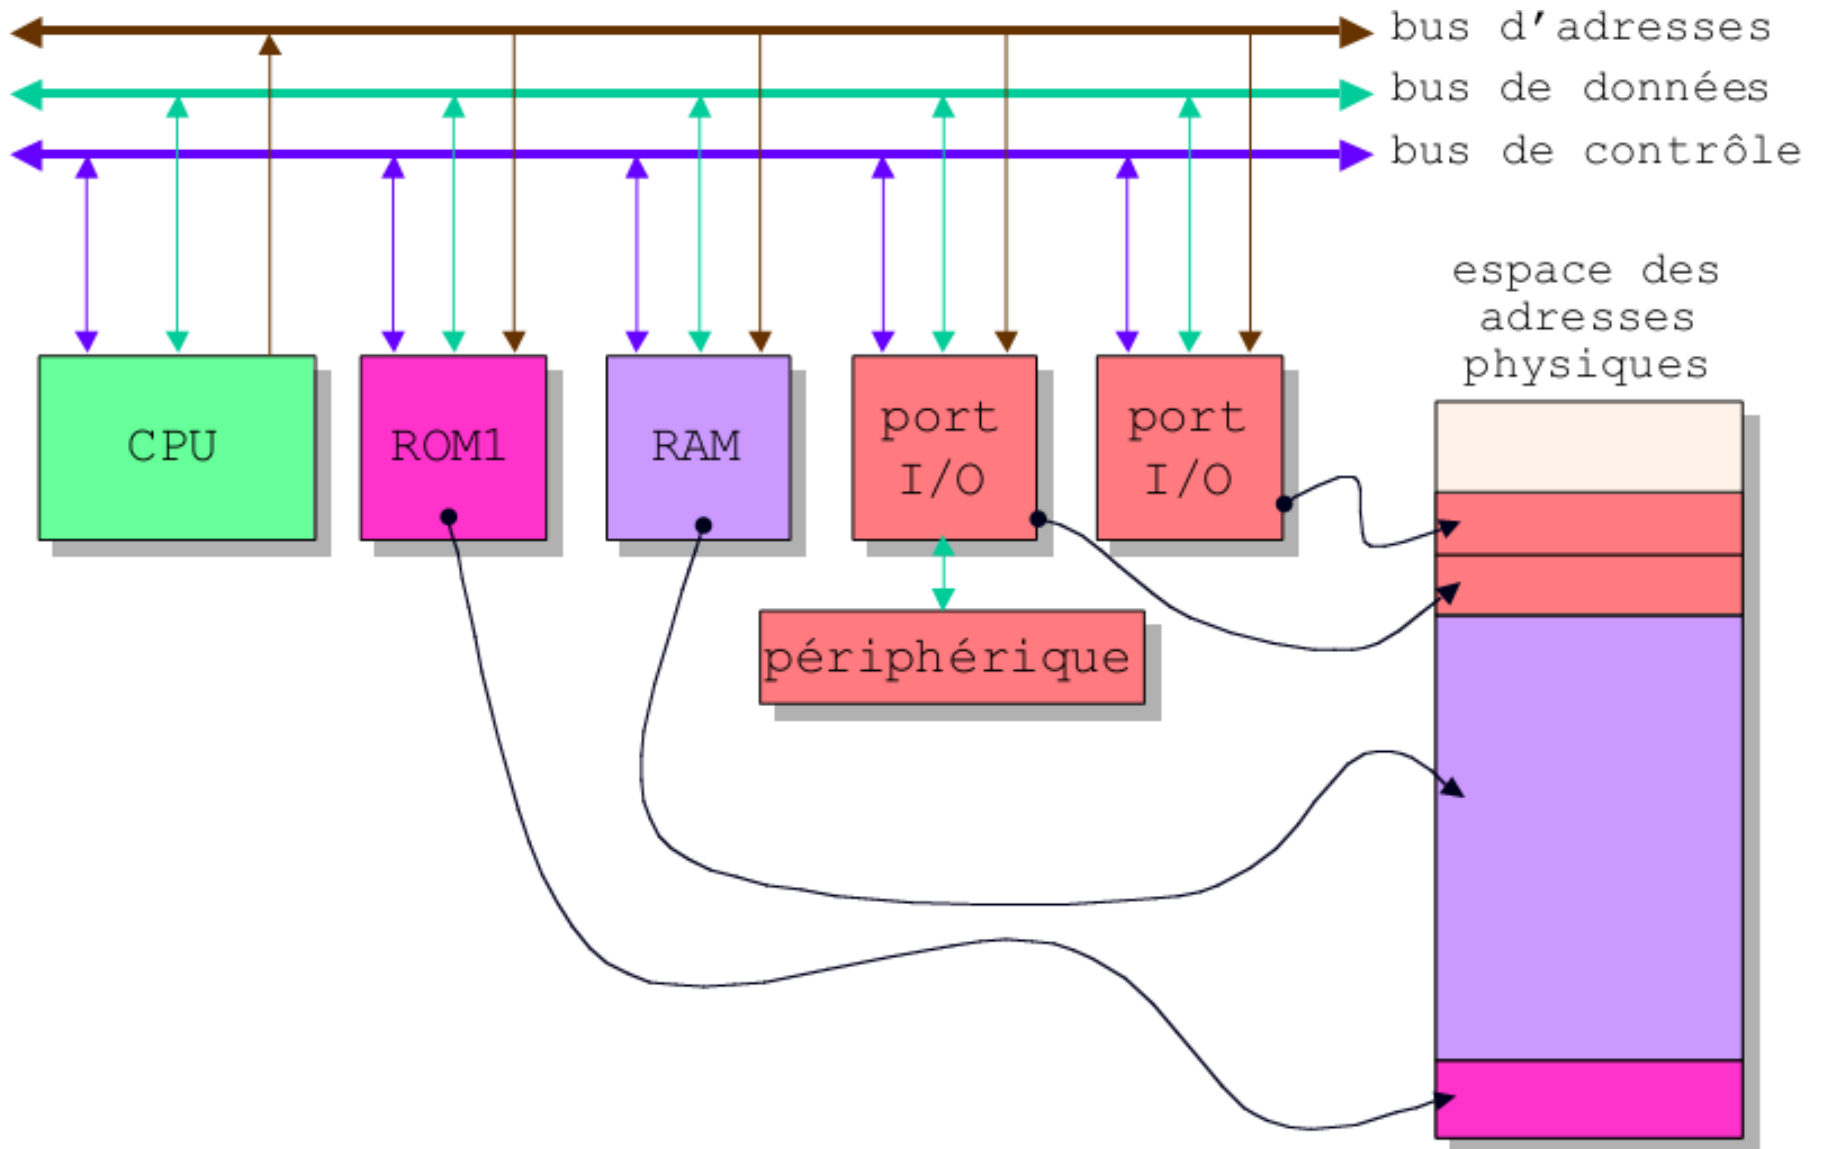 bus d’adresses
bus de données
bus de contrôle
espace des
adresses
physiques
CPU
ROM1
RAM
port
I/O
port
I/O
périphérique